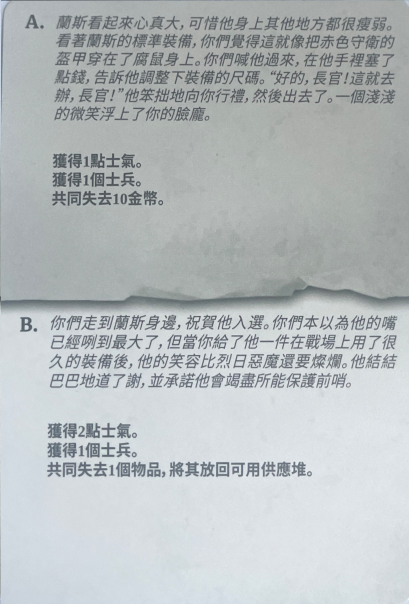 A. 蘭斯看起來心真大，可惜他身上其他地方都很瘦弱。
看著蘭斯的標準裝備，你們覺得這就像把赤色守衛的
盔甲穿在了腐鼠身上。你們喊他過來，在他手裡塞了
點錢，告訴他調整下裝備的尺碼。“好的，長官！這就去
辦，長官！”他笨拙地向你行禮，然後出去了。一個淺淺
的微笑浮上了你的臉龐。
獲得1點士氣。
獲得1個士兵。
共同失去10金幣。
B. 你們走到蘭斯身邊，祝賀他入選。你們本以為他的嘴
已經咧到最大了，但當你給了他一件在戰場上用了很
久的裝備後，他的笑容比烈日惡魔還要燦爛。他結結
巴巴地道了謝，並承諾他會竭盡所能保護前哨。
獲得2點士氣。
獲得1個士兵。
共同失去1個物品，將其放回可用供應堆。